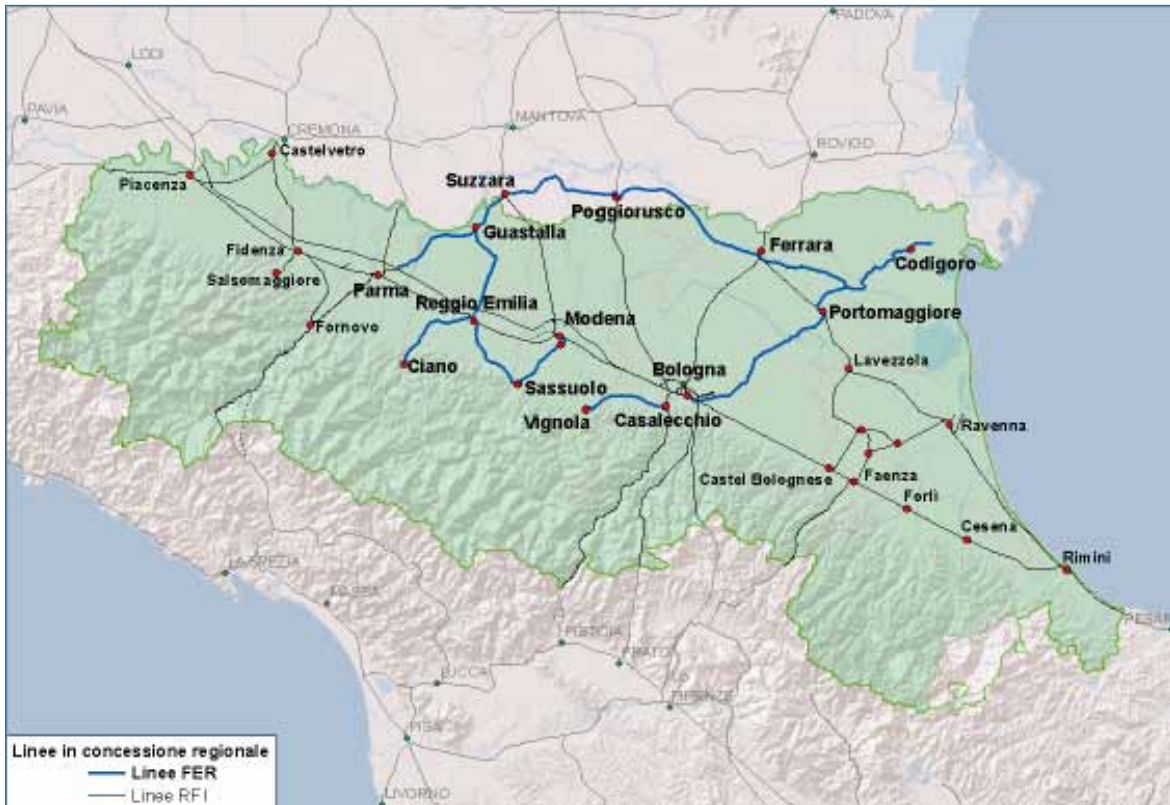 PADOVA
LODI
PAVIA
CREMONA
MANTOVA
ROVIGO
Castelvetro
Piacenza
Suzzara
Poggiorusco
Guastalla
Fidenza
Ferrara
Codigoro
Salsomaggiore
Parma
Reggio Emilia
Modena
Portomaggiore
Fornovo
Ciano
Sassuolo
Bologna
Lavezzola
Vignola
Casalecchio
Ravenna
Castel Bolognese
Faenza
Forlì
Cesena
Rimini
LA SPEZIA
MASSA
PISTOIA
PRATO
LUCCA
FIRENZE
PISA
LIVORNO
Linee in concessione regionale
Linee FER
Linee RFI